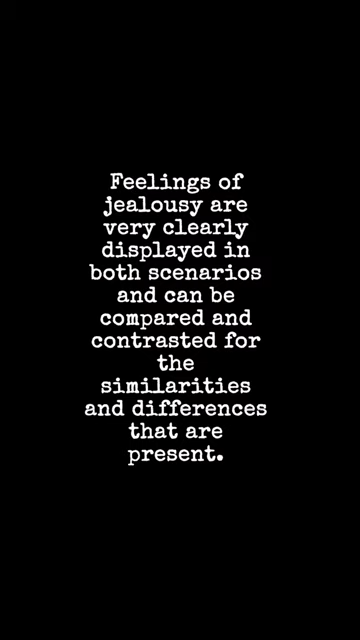 Feelings of
jealousy are
very clearly
displayed in
both scenarios
and can be
compared and
contrasted for
the
similarities
and differences
that are
present.